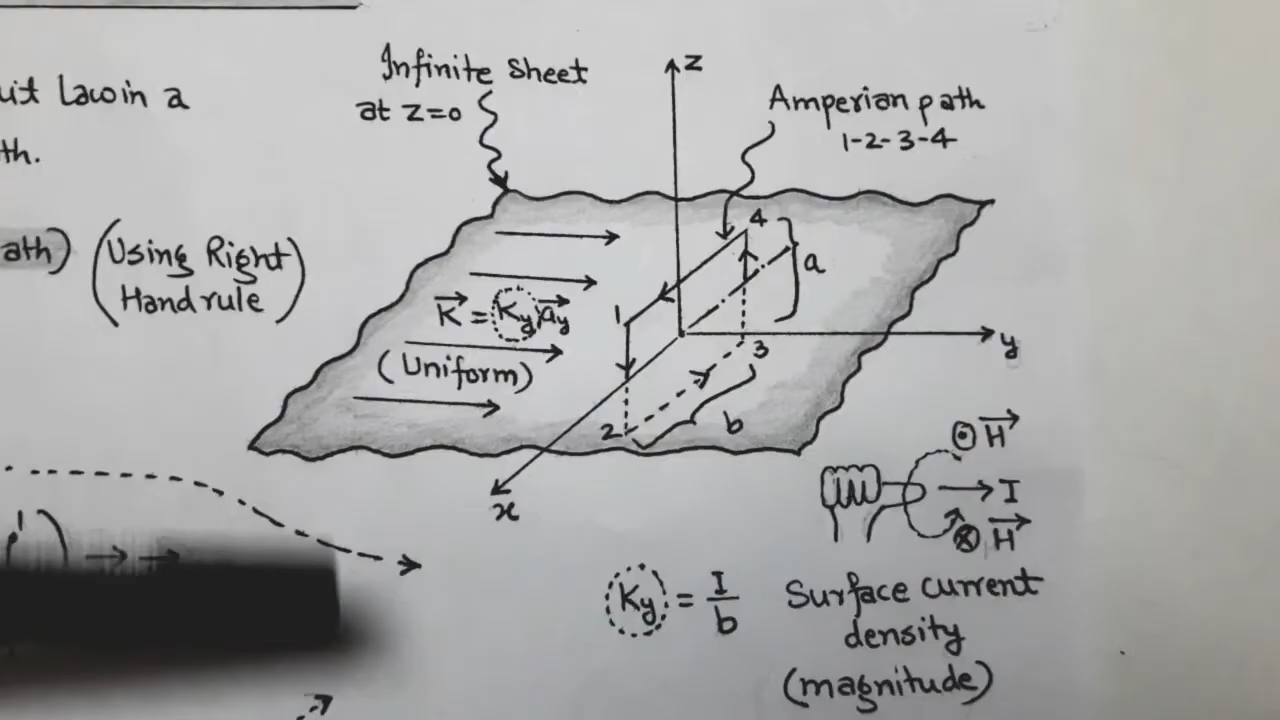 uit Law in a
th.
ath) (Using Right
Hand rule)
Infinite Sheet
at z=0
z
Amperian path
1-2-3-4
4
a
1
K⃗ = Ky a⃗y
(Uniform)
y
3
2
b
x
⊙ H⃗
→ I
⊗ H⃗
Ky = I/b Surface current
density
(magnitude)